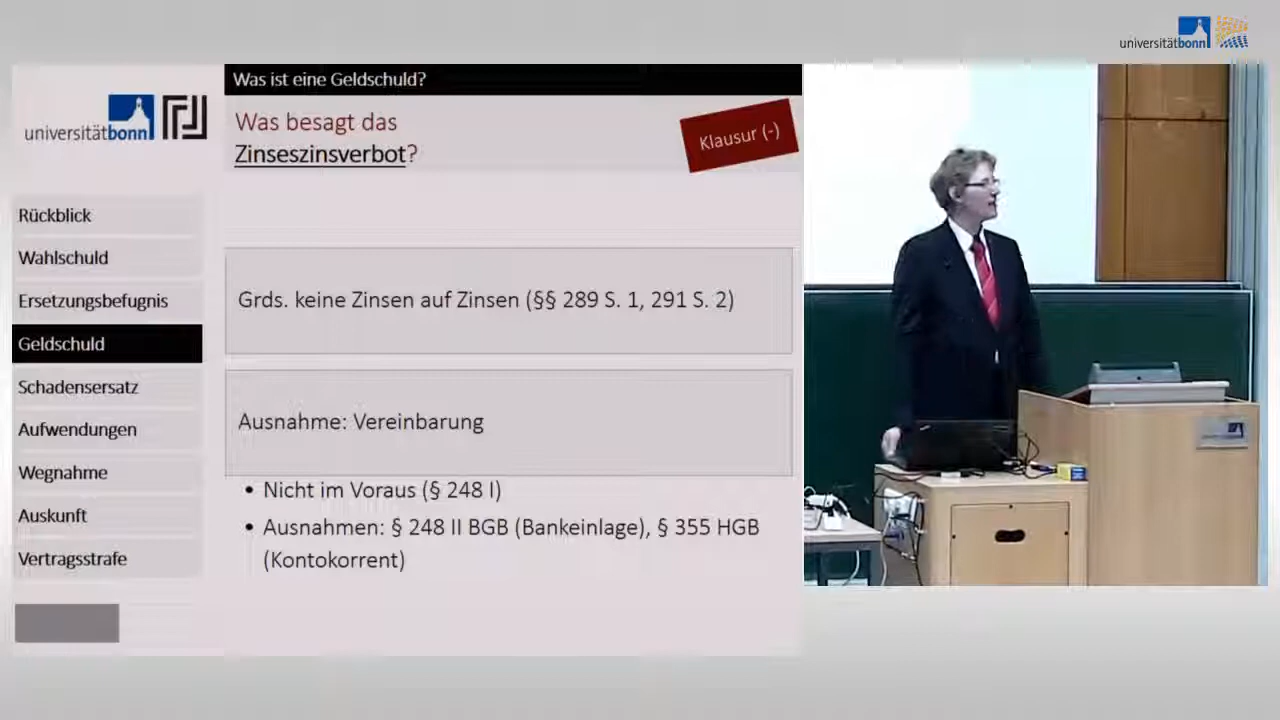 universitätbonn
Was ist eine Geldschuld?
universitätbonn
Was besagt das
Zinseszinsverbot?
Klausur (-)
Rückblick
Wahlschuld
Ersetzungsbefugnis
Geldschuld
Schadensersatz
Aufwendungen
Wegnahme
Auskunft
Vertragsstrafe
Grds. keine Zinsen auf Zinsen (§§ 289 S. 1, 291 S. 2)
Ausnahme: Vereinbarung
• Nicht im Voraus (§ 248 I)
• Ausnahmen: § 248 II BGB (Bankeinlage), § 355 HGB
(Kontokorrent)